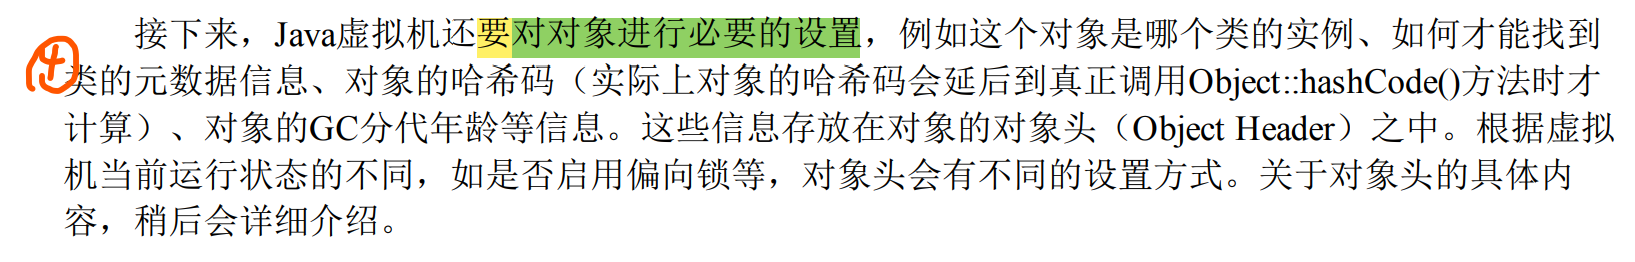 接下来，Java虚拟机还要对对象进行必要的设置，例如这个对象是哪个类的实例、如何才能找到
类的元数据信息、对象的哈希码（实际上对象的哈希码会延后到真正调用Object::hashCode()方法时才
计算）、对象的GC分代年龄等信息。这些信息存放在对象的对象头（Object Header）之中。根据虚拟
机当前运行状态的不同，如是否启用偏向锁等，对象头会有不同的设置方式。关于对象头的具体内
容，稍后会详细介绍。